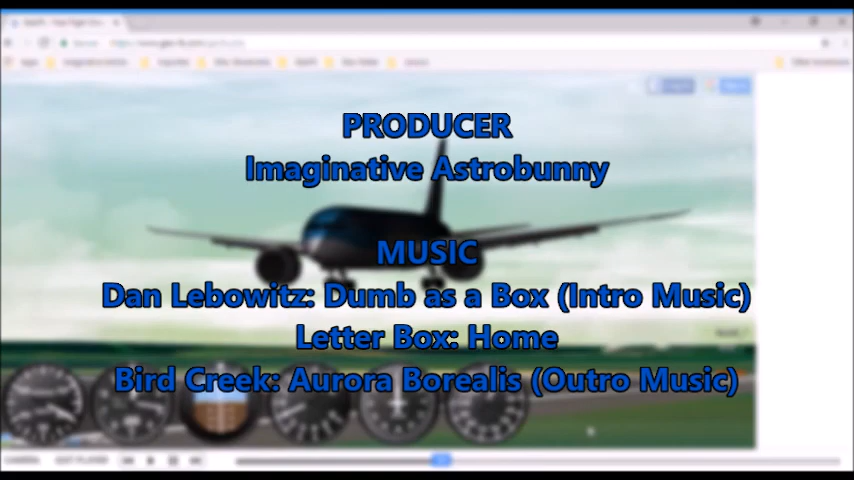 PRODUCER
Imaginative Astrobunny
MUSIC
Dan Lebowitz: Dumb as a Box (Intro Music)
Letter Box: Home
Bird Creek: Aurora Borealis (Outro Music)